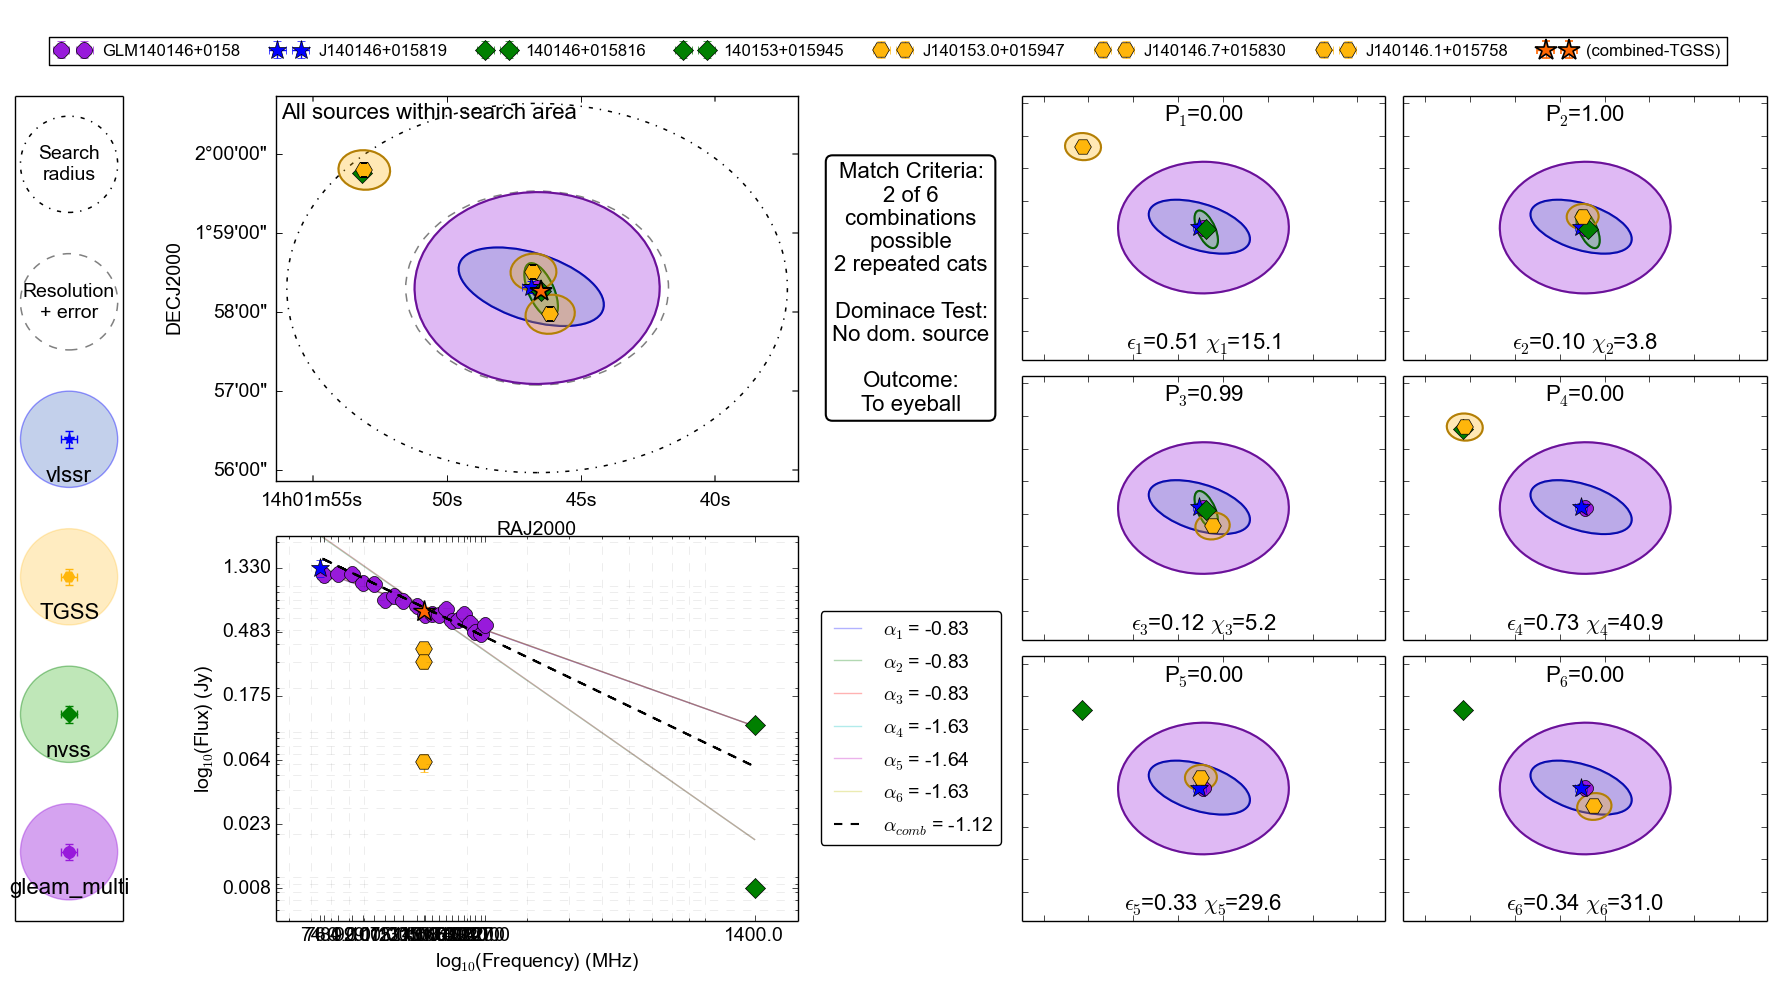 GLM140146+0158 J140146+015819 140146+015816 140153+015945 J140153.0+015947 J140146.7+015830 J140146.1+015758 (combined-TGSS)
Search
radius
Resolution
+ error
vlssr
TGSS
nvss
gleam_multi
All sources within search area
DECJ2000
2°00'00"
1°59'00"
58'00"
57'00"
56'00"
14h01m55s 50s 45s 40s
RAJ2000
log₁₀(Flux) (Jy)
1.330
0.483
0.175
0.064
0.023
0.008
1400.0
log₁₀(Frequency) (MHz)
Match Criteria:
2 of 6
combinations
possible
2 repeated cats
Dominace Test:
No dom. source
Outcome:
To eyeball
α₁ = -0.83
α₂ = -0.83
α₃ = -0.83
α₄ = -1.63
α₅ = -1.64
α₆ = -1.63
α_comb = -1.12
P₁=0.00
ϵ₁=0.51 χ₁=15.1
P₂=1.00
ϵ₂=0.10 χ₂=3.8
P₃=0.99
ϵ₃=0.12 χ₃=5.2
P₄=0.00
ϵ₄=0.73 χ₄=40.9
P₅=0.00
ϵ₅=0.33 χ₅=29.6
P₆=0.00
ϵ₆=0.34 χ₆=31.0